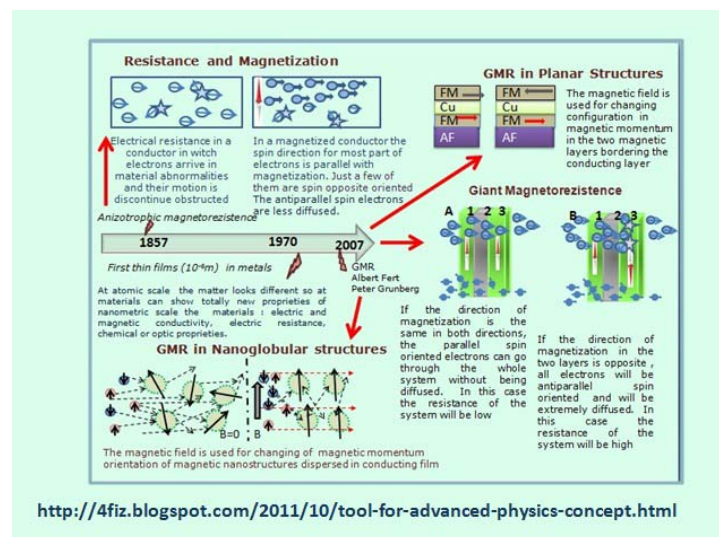 Resistance and Magnetization
Electrical resistance in a
conductor in witch
electrons arrive in
material abnormalities
and their motion is
discontinue obstructed
In a magnetized conductor the
spin direction for most part of
electrons is parallel with
magnetization. Just a few of
them are spin opposite oriented
The antiparallel spin electrons
are less diffused.
GMR in Planar Structures
FM FM
Cu Cu
FM FM
AF AF
The magnetic field is
used for changing
configuration in
magnetic momentum
in the two magnetic
layers bordering the
conducting layer
Anizotrophic magnetorezistence
1857 1970 2007
First thin films (10⁻⁹m) in metals
GMR
Albert Fert
Peter Grunberg
At atomic scale the matter looks different so at
materials can show totally new proprieties of
nanometric scale the materials : electric and
magnetic conductivity, electric resistance,
chemical or optic proprieties.
Giant Magnetorezistence
A 1 2 3
B 1 2 3
If the direction of
magnetization is the
same in both directions,
the parallel spin
oriented electrons can go
through the whole
system without being
diffused. In this case
the resistance of the
system will be low
If the direction of
magnetization in the
two layers is opposite ,
all electrons will be
antiparallel spin
oriented and will be
extremely diffused. In
this case the
resistance of the
system will be high
GMR in Nanoglobular structures
B=0 B
The magnetic field is used for changing of magnetic momentum
orientation of magnetic nanostructures dispersed in conducting film
http://4fiz.blogspot.com/2011/10/tool-for-advanced-physics-concept.html